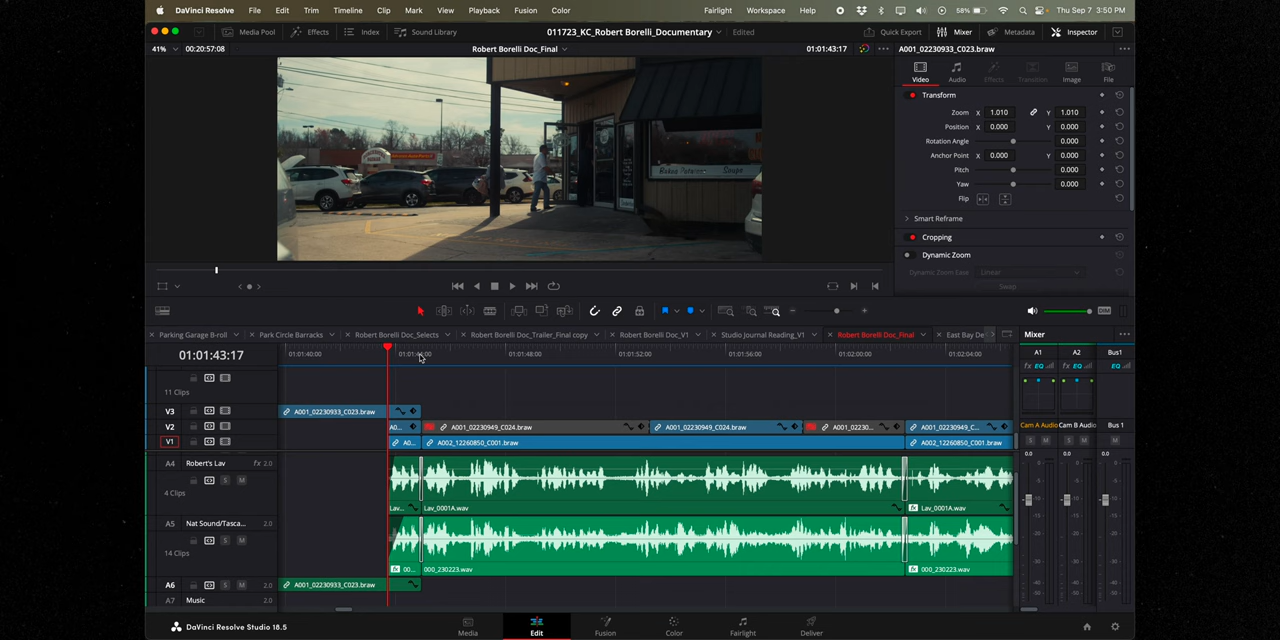 DaVinci Resolve File Edit Trim Timeline Clip Mark View Playback Fusion Color Fairlight Workspace Help 58% Thu Sep 7 3:50 PM
Media Pool Effects Index Sound Library 011723_KC_Robert Borelli_Documentary Edited Quick Export Mixer Metadata Inspector
41% 00:20:57:08 Robert Borelli Doc_Final 01:01:43:17 A001_02230933_C023.braw
Video Audio Effects Transition Image File
Transform
Zoom X 1.010 Y 1.010
Position X 0.000 Y 0.000
Rotation Angle 0.000
Anchor Point X 0.000 Y 0.000
Pitch 0.000
Yaw 0.000
Flip
Smart Reframe
Cropping
Dynamic Zoom
Dynamic Zoom Ease Linear
Swap
Baked Potatoes Soups
DIM
Parking Garage B-roll Park Circle Barracks Robert Borelli Doc_Selects Robert Borelli Doc_Trailer_Final copy Robert Borelli Doc_V1 Studio Journal Reading_V1 Robert Borelli Doc_Final East Bay De Mixer
01:01:43:17 01:01:40:00 01:01:44:00 01:01:48:00 01:01:52:00 01:01:56:00 01:02:00:00 01:02:04:00
A1 A2 Bus1
fx EQ fx EQ EQ
11 Clips
V3 A001_02230933_C023.braw
V2 A0... A001_02230949_C024.braw A001_02230949_C024.braw A001_02230... A001_02230949_C...
Cam A Audio Cam B Audio Bus 1
V1 A0... A002_12260850_C001.braw A002_12260850_C001.braw
S M S M M
0.0 0.0 0.0
A4 Robert's Lav fx 2.0
S M
4 Clips
Lav... Lav_0001A.wav fx Lav_0001A.wav
A5 Nat Sound/Tasca... 2.0
S M
14 Clips
fx 00... 000_230223.wav fx 000_230223.wav
A6 S M 2.0 A001_02230933_C023.braw
A7 Music 2.0
DaVinci Resolve Studio 18.5 Media Edit Fusion Color Fairlight Deliver